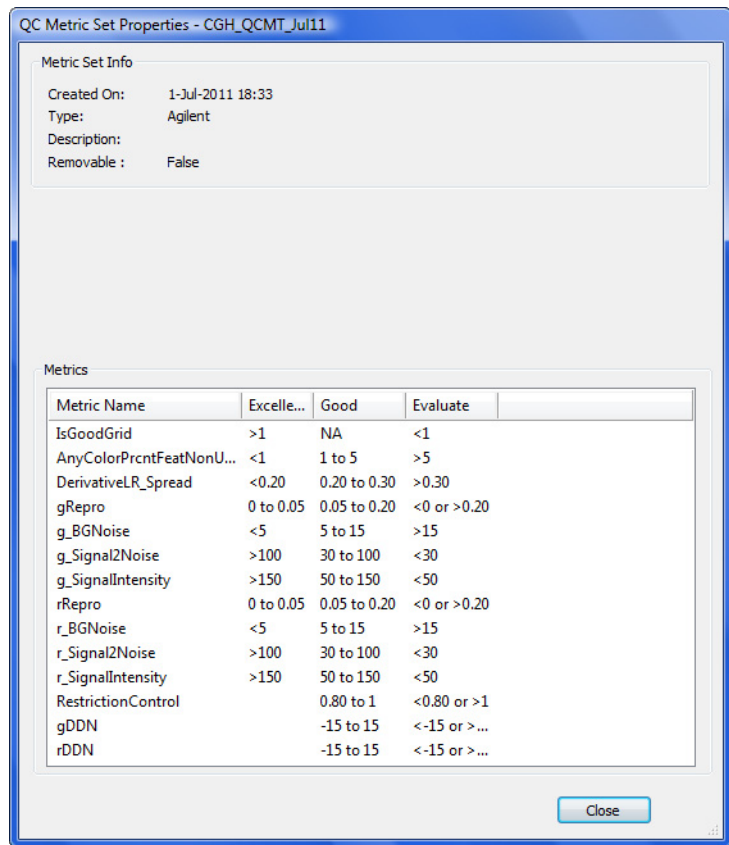 QC Metric Set Properties - CGH_QCMT_Jul11
Metric Set Info
Created On: 1-Jul-2011 18:33
Type: Agilent
Description:
Removable : False
Metrics
Metric Name Excelle... Good Evaluate
IsGoodGrid >1 NA <1
AnyColorPrcntFeatNonU... <1 1 to 5 >5
DerivativeLR_Spread <0.20 0.20 to 0.30 >0.30
gRepro 0 to 0.05 0.05 to 0.20 <0 or >0.20
g_BGNoise <5 5 to 15 >15
g_Signal2Noise >100 30 to 100 <30
g_SignalIntensity >150 50 to 150 <50
rRepro 0 to 0.05 0.05 to 0.20 <0 or >0.20
r_BGNoise <5 5 to 15 >15
r_Signal2Noise >100 30 to 100 <30
r_SignalIntensity >150 50 to 150 <50
RestrictionControl 0.80 to 1 <0.80 or >1
gDDN -15 to 15 <-15 or >...
rDDN -15 to 15 <-15 or >...
Close